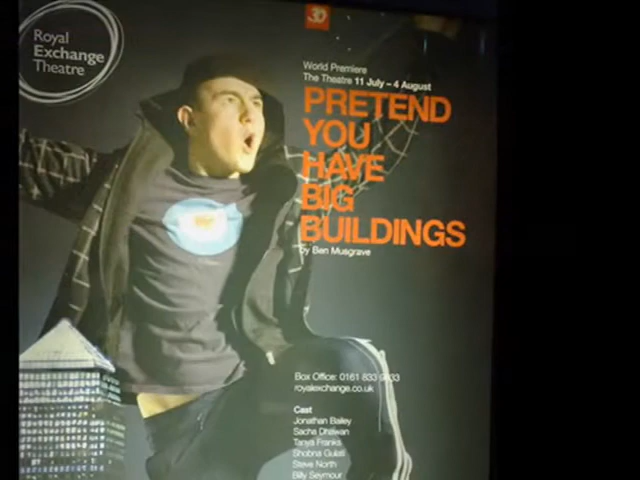 Royal
Exchange
Theatre
30
World Premiere
The Theatre 11 July – 4 August
PRETEND
YOU
HAVE
BIG
BUILDINGS
by Ben Musgrave
Box Office: 0161 833
royalexchange.co.uk
Cast
Jonathan Bailey
Sacha Dhawan
Tanya Franks
Shobna Gulati
Steve North
Billy Seymour